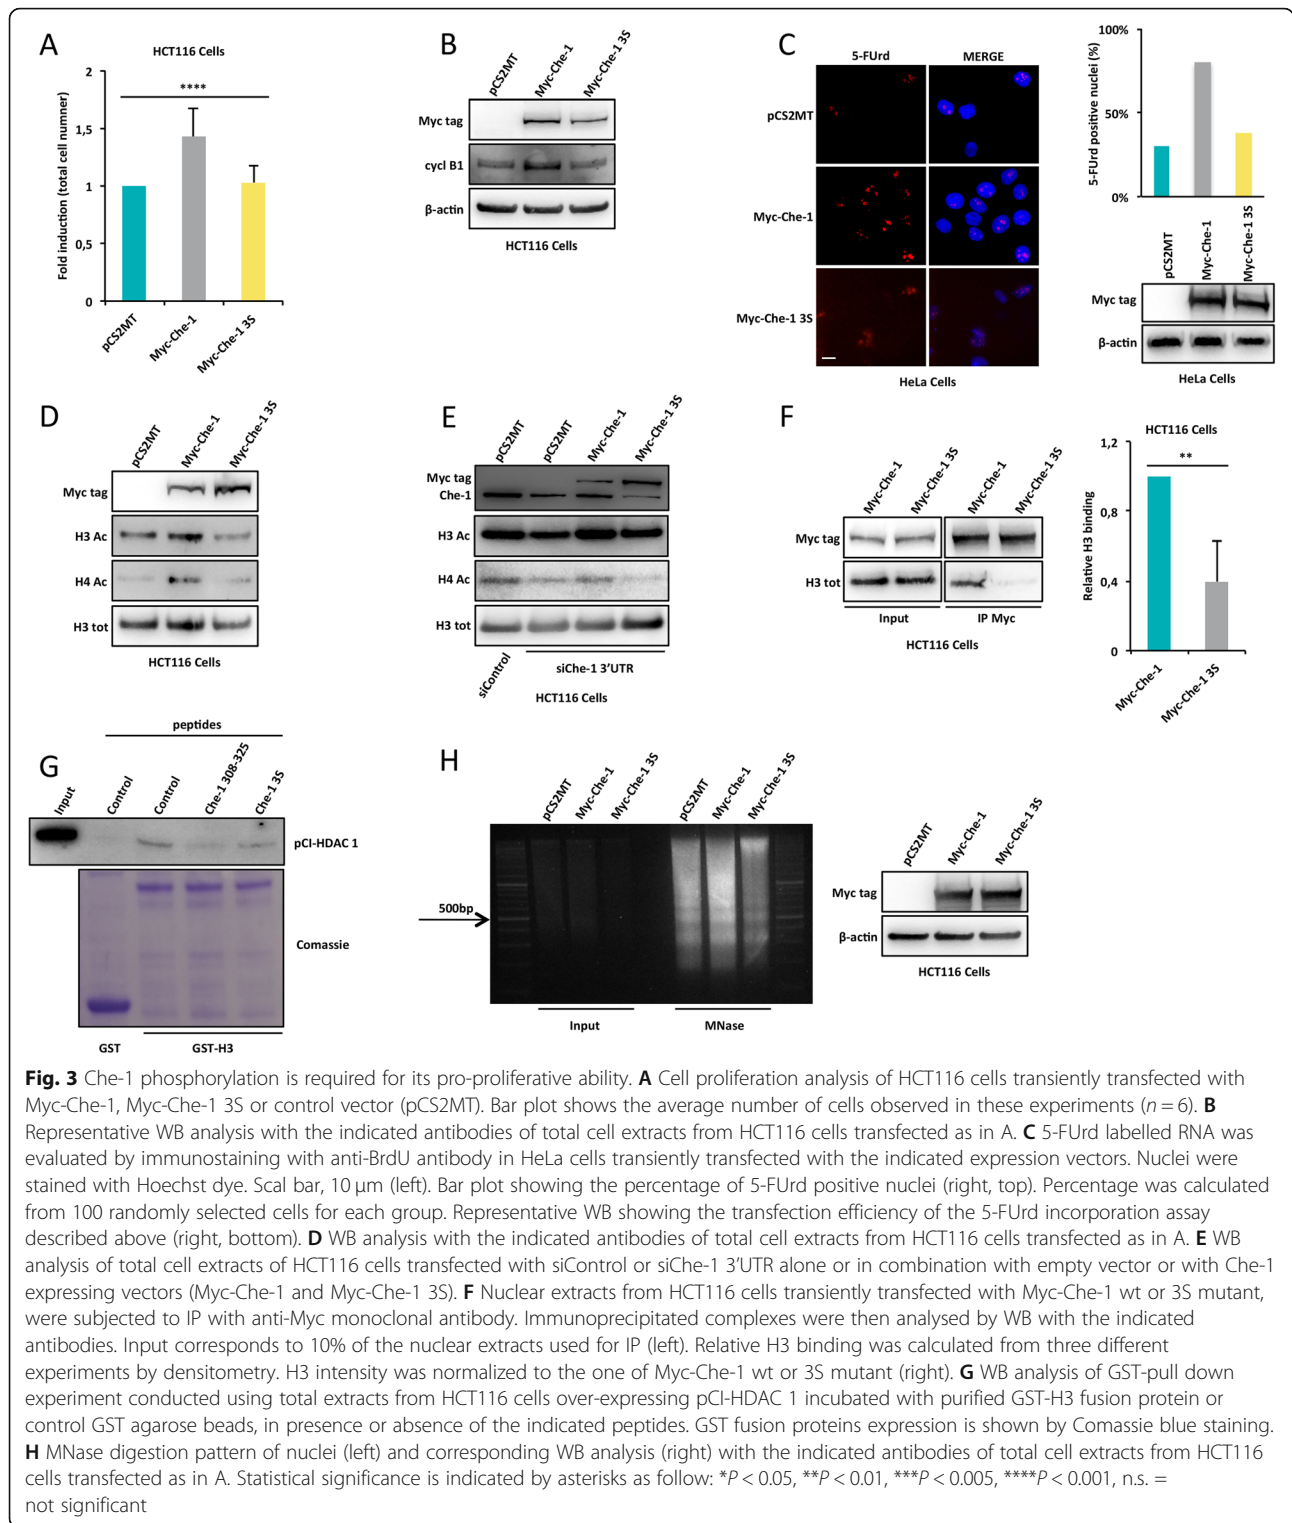 A
HCT116 Cells
Fold induction (total cell numner)
2
1,5
1
0,5
0
****
pCS2MT
Myc-Che-1
Myc-Che-1 3S
B
pCS2MT
Myc-Che-1
Myc-Che-1 3S
Myc tag
cycl B1
β-actin
HCT116 Cells
C
5-FUrd
MERGE
pCS2MT
Myc-Che-1
Myc-Che-1 3S
HeLa Cells
5-FUrd positive nuclei (%)
100%
50%
0%
pCS2MT
Myc-Che-1
Myc-Che-1 3S
Myc tag
β-actin
HeLa Cells
D
pCS2MT
Myc-Che-1
Myc-Che-1 3S
Myc tag
H3 Ac
H4 Ac
H3 tot
HCT116 Cells
E
pCS2MT
pCS2MT
Myc-Che-1
Myc-Che-1 3S
Myc tag
Che-1
H3 Ac
H4 Ac
H3 tot
siControl
siChe-1 3’UTR
HCT116 Cells
F
Myc-Che-1
Myc-Che-1 3S
Myc-Che-1
Myc-Che-1 3S
Myc tag
H3 tot
Input
IP Myc
HCT116 Cells
HCT116 Cells
Relative H3 binding
1,2
0,8
0,4
0
**
Myc-Che-1
Myc-Che-1 3S
G
peptides
Input
Control
Control
Che-1 308-325
Che-1 3S
pCI-HDAC 1
Comassie
GST
GST-H3
H
pCS2MT
Myc-Che-1
Myc-Che-1 3S
pCS2MT
Myc-Che-1
Myc-Che-1 3S
500bp
Input
MNase
pCS2MT
Myc-Che-1
Myc-Che-1 3S
Myc tag
β-actin
HCT116 Cells
Fig. 3 Che-1 phosphorylation is required for its pro-proliferative ability. A Cell proliferation analysis of HCT116 cells transiently transfected with
Myc-Che-1, Myc-Che-1 3S or control vector (pCS2MT). Bar plot shows the average number of cells observed in these experiments (n = 6). B
Representative WB analysis with the indicated antibodies of total cell extracts from HCT116 cells transfected as in A. C 5-FUrd labelled RNA was
evaluated by immunostaining with anti-BrdU antibody in HeLa cells transiently transfected with the indicated expression vectors. Nuclei were
stained with Hoechst dye. Scal bar, 10 μm (left). Bar plot showing the percentage of 5-FUrd positive nuclei (right, top). Percentage was calculated
from 100 randomly selected cells for each group. Representative WB showing the transfection efficiency of the 5-FUrd incorporation assay
described above (right, bottom). D WB analysis with the indicated antibodies of total cell extracts from HCT116 cells transfected as in A. E WB
analysis of total cell extracts of HCT116 cells transfected with siControl or siChe-1 3’UTR alone or in combination with empty vector or with Che-1
expressing vectors (Myc-Che-1 and Myc-Che-1 3S). F Nuclear extracts from HCT116 cells transiently transfected with Myc-Che-1 wt or 3S mutant,
were subjected to IP with anti-Myc monoclonal antibody. Immunoprecipitated complexes were then analysed by WB with the indicated
antibodies. Input corresponds to 10% of the nuclear extracts used for IP (left). Relative H3 binding was calculated from three different
experiments by densitometry. H3 intensity was normalized to the one of Myc-Che-1 wt or 3S mutant (right). G WB analysis of GST-pull down
experiment conducted using total extracts from HCT116 cells over-expressing pCI-HDAC 1 incubated with purified GST-H3 fusion protein or
control GST agarose beads, in presence or absence of the indicated peptides. GST fusion proteins expression is shown by Comassie blue staining.
H MNase digestion pattern of nuclei (left) and corresponding WB analysis (right) with the indicated antibodies of total cell extracts from HCT116
cells transfected as in A. Statistical significance is indicated by asterisks as follow: *P < 0.05, **P < 0.01, ***P < 0.005, ****P < 0.001, n.s. =
not significant